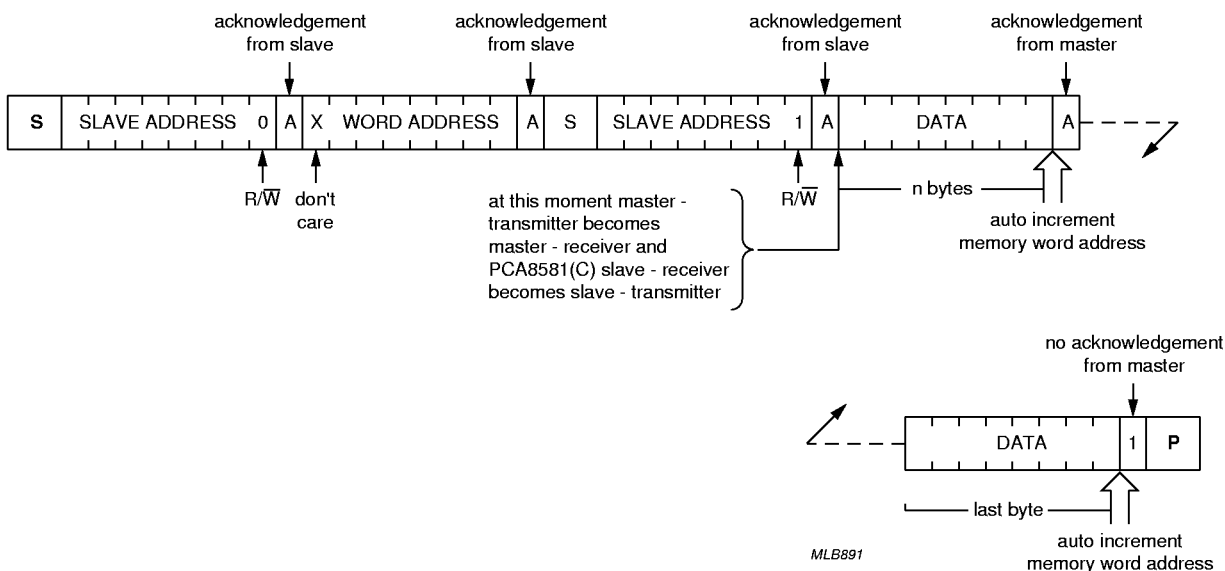 acknowledgement
from slave
acknowledgement
from slave
acknowledgement
from slave
acknowledgement
from master
S SLAVE ADDRESS 0 A X WORD ADDRESS A S SLAVE ADDRESS 1 A DATA A
R/W̅
don't
care
R/W̅
n bytes
at this moment master -
transmitter becomes
master - receiver and
PCA8581(C) slave - receiver
becomes slave - transmitter
auto increment
memory word address
no acknowledgement
from master
DATA 1 P
last byte
auto increment
memory word address
MLB891